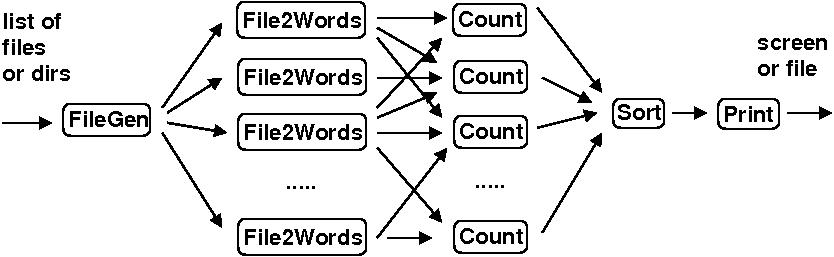 list of
files
or dirs
FileGen
File2Words
File2Words
File2Words
.....
File2Words
Count
Count
Count
.....
Count
Sort
Print
screen
or file